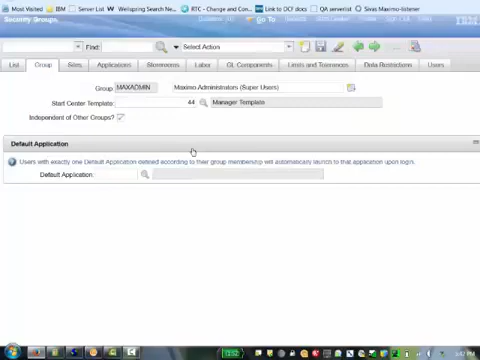 Most Visited IBM Server List Wellspring Search Ne... RTC - Change and Con... Link to DCF docs QA serverlist Sivas Maximo-listener
Security Groups
Go To
IBM
Find: Select Action
List Group Sites Applications Storerooms Labor GL Components Limits and Tolerances Data Restrictions Users
Group MAXADMIN Maximo Administrators (Super Users)
Start Center Template: 44 Manager Template
Independent of Other Groups?
Default Application
Users with exactly one Default Application defined according to their group membership will automatically launch to that application upon login.
Default Application: